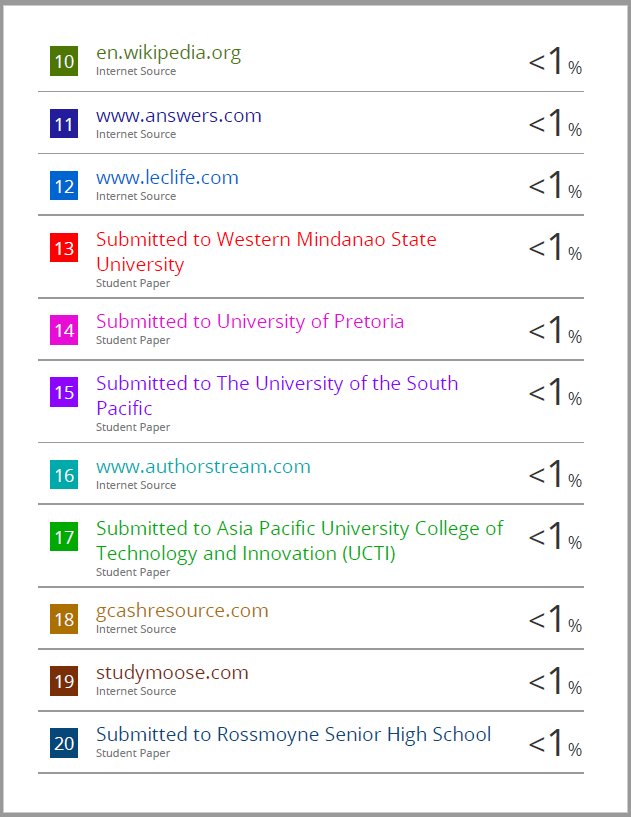 10 en.wikipedia.org <1%
Internet Source
11 www.answers.com <1%
Internet Source
12 www.leclife.com <1%
Internet Source
13 Submitted to Western Mindanao State <1%
University
Student Paper
14 Submitted to University of Pretoria <1%
Student Paper
15 Submitted to The University of the South <1%
Pacific
Student Paper
16 www.authorstream.com <1%
Internet Source
17 Submitted to Asia Pacific University College of <1%
Technology and Innovation (UCTI)
Student Paper
18 gcashresource.com <1%
Internet Source
19 studymoose.com <1%
Internet Source
20 Submitted to Rossmoyne Senior High School <1%
Student Paper